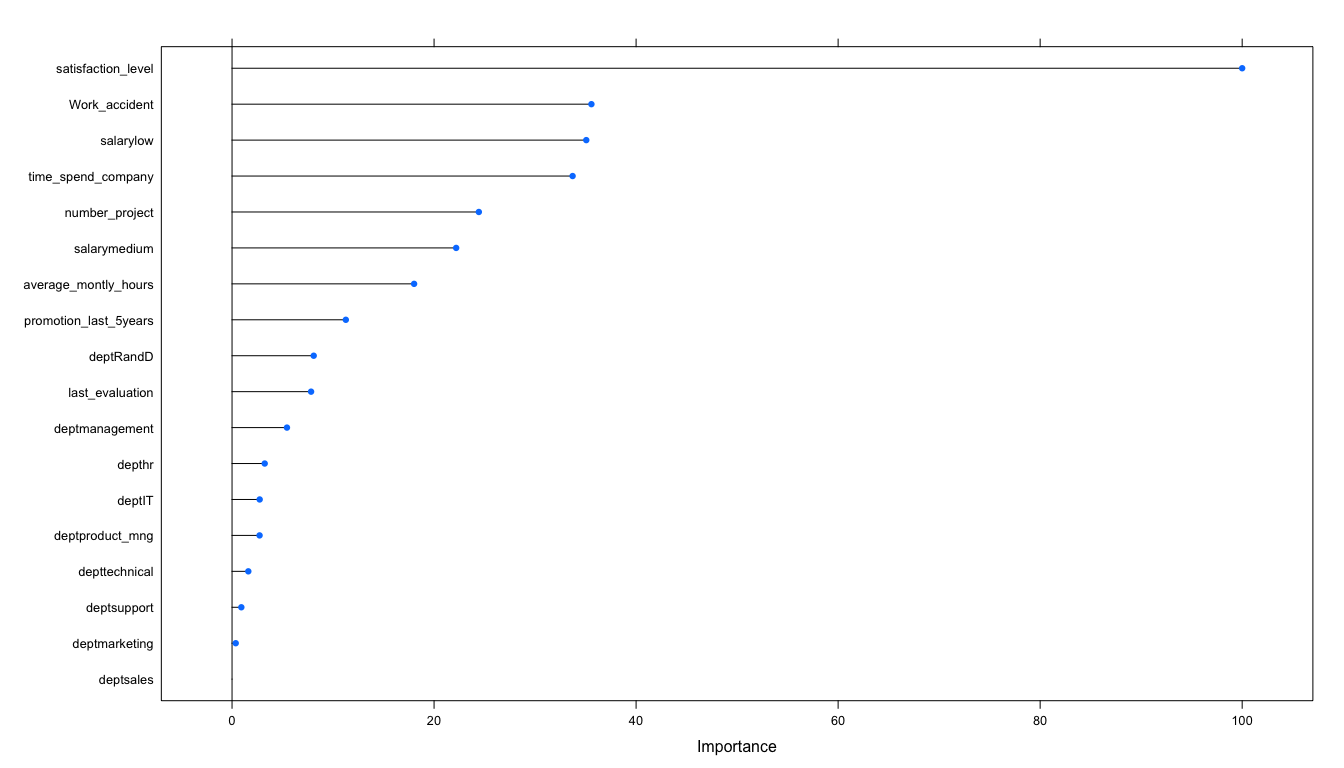 satisfaction_level
Work_accident
salarylow
time_spend_company
number_project
salarymedium
average_montly_hours
promotion_last_5years
deptRandD
last_evaluation
deptmanagement
depthr
deptIT
deptproduct_mng
depttechnical
deptsupport
deptmarketing
deptsales
0 20 40 60 80 100
Importance